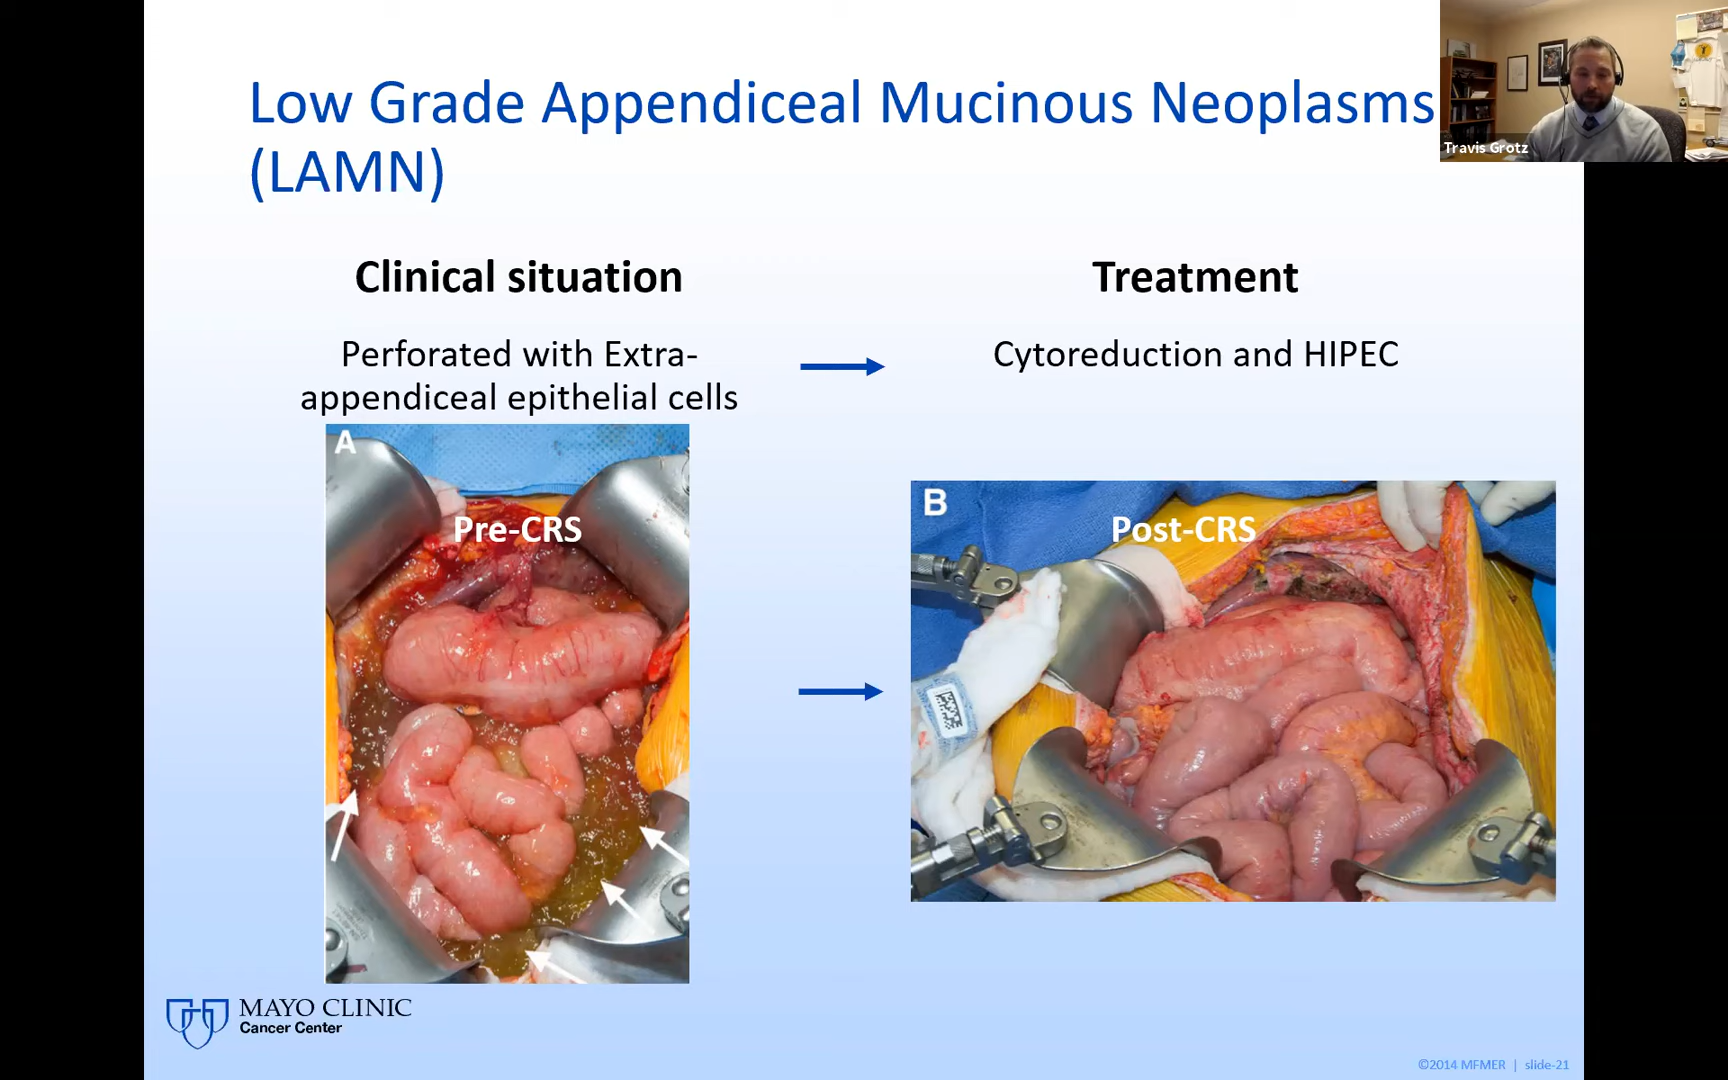 Low Grade Appendiceal Mucinous Neoplasms
(LAMN)
Travis Grotz
Clinical situation
Treatment
Perforated with Extra-
appendiceal epithelial cells
Cytoreduction and HIPEC
A
Pre-CRS
B
Post-CRS
MAYO CLINIC
Cancer Center
©2014 MFMER | slide-21